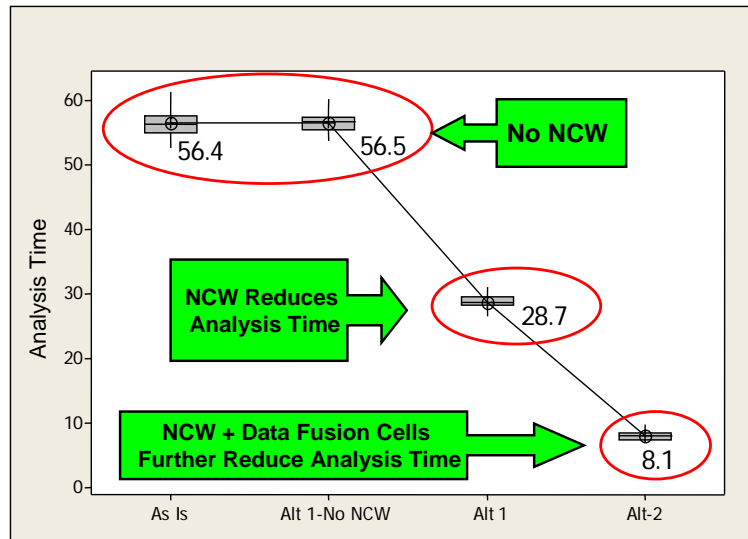 60
50
40
30
20
10
0
Analysis Time
56.4
56.5
No NCW
NCW Reduces
Analysis Time
28.7
NCW + Data Fusion Cells
Further Reduce Analysis Time
8.1
As Is
Alt 1-No NCW
Alt 1
Alt-2